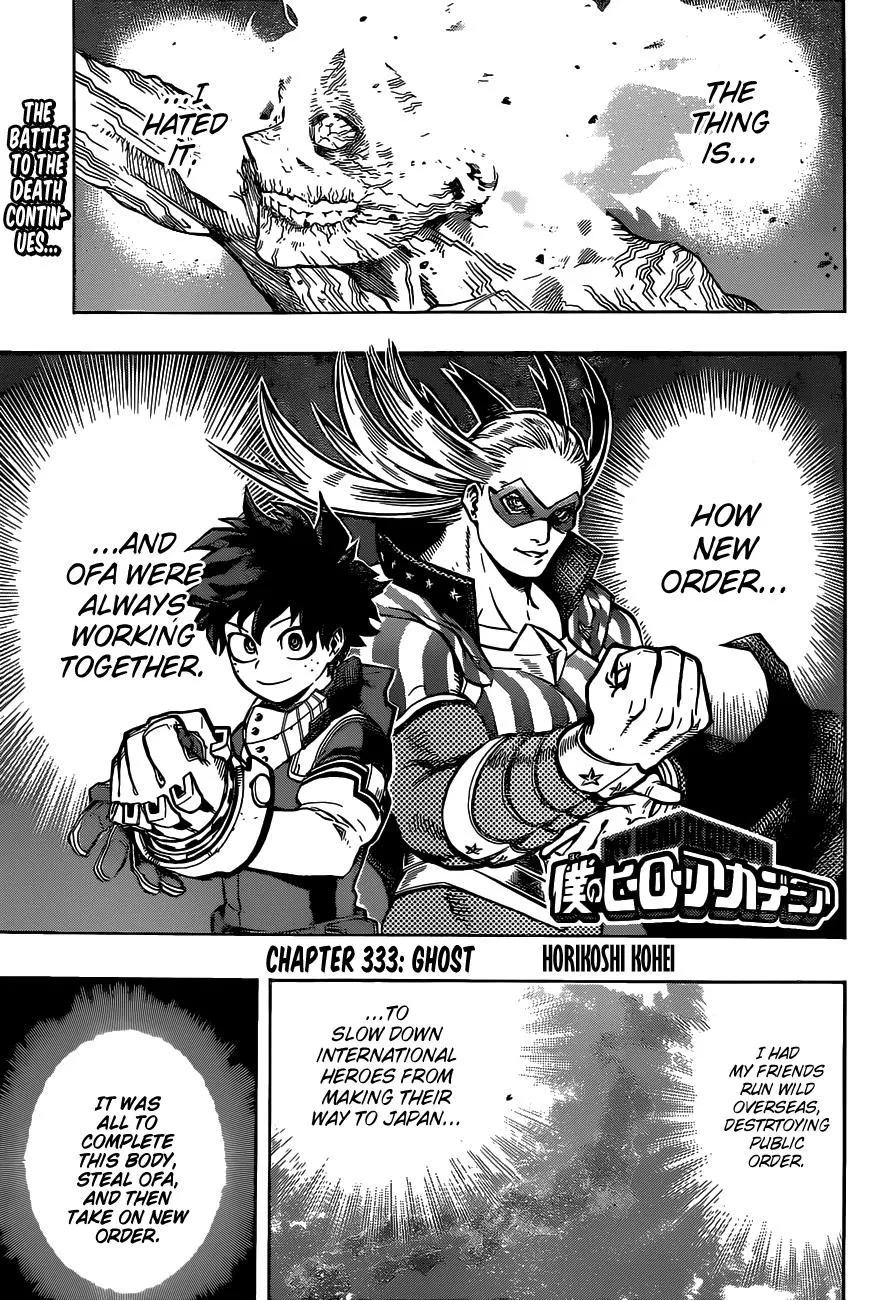 THE
BATTLE
TO THE
DEATH
CONTIN-
UES...
THE
THING
IS...
...I
HATED
IT.
HOW
NEW
ORDER...
...AND
OFA WERE
ALWAYS
WORKING
TOGETHER.
MY HERO ACADEMIA
僕のヒーローアカデミア
CHAPTER 333: GHOST HORIKOSHI KOHEI
I HAD
MY FRIENDS
RUN WILD
OVERSEAS,
DESTRTOYING
PUBLIC
ORDER.
...TO
SLOW DOWN
INTERNATIONAL
HEROES FROM
MAKING THEIR
WAY TO JAPAN...
IT WAS
ALL TO
COMPLETE
THIS BODY,
STEAL OFA,
AND THEN
TAKE ON NEW
ORDER.